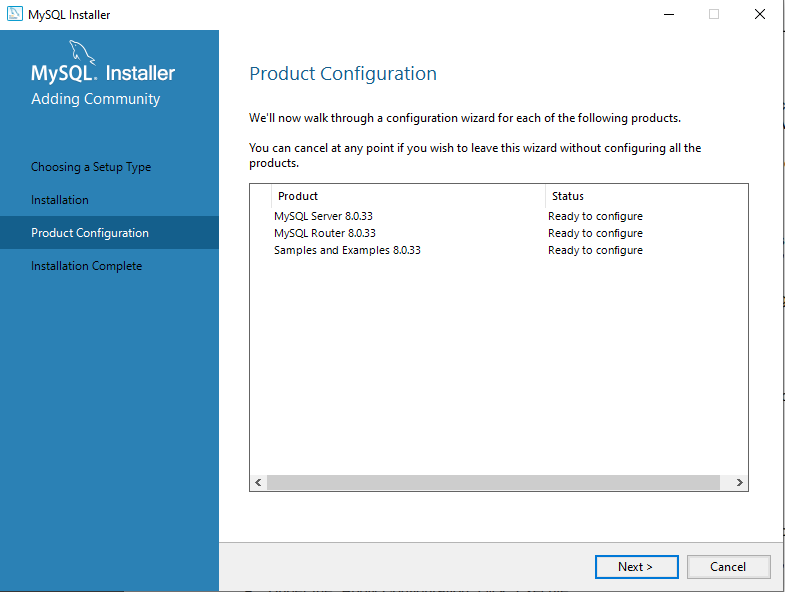 MySQL Installer
MySQL. Installer
Adding Community
Choosing a Setup Type
Installation
Product Configuration
Installation Complete
Product Configuration
We'll now walk through a configuration wizard for each of the following products.
You can cancel at any point if you wish to leave this wizard without configuring all the
products.
Product Status
MySQL Server 8.0.33 Ready to configure
MySQL Router 8.0.33 Ready to configure
Samples and Examples 8.0.33 Ready to configure
Next >
Cancel